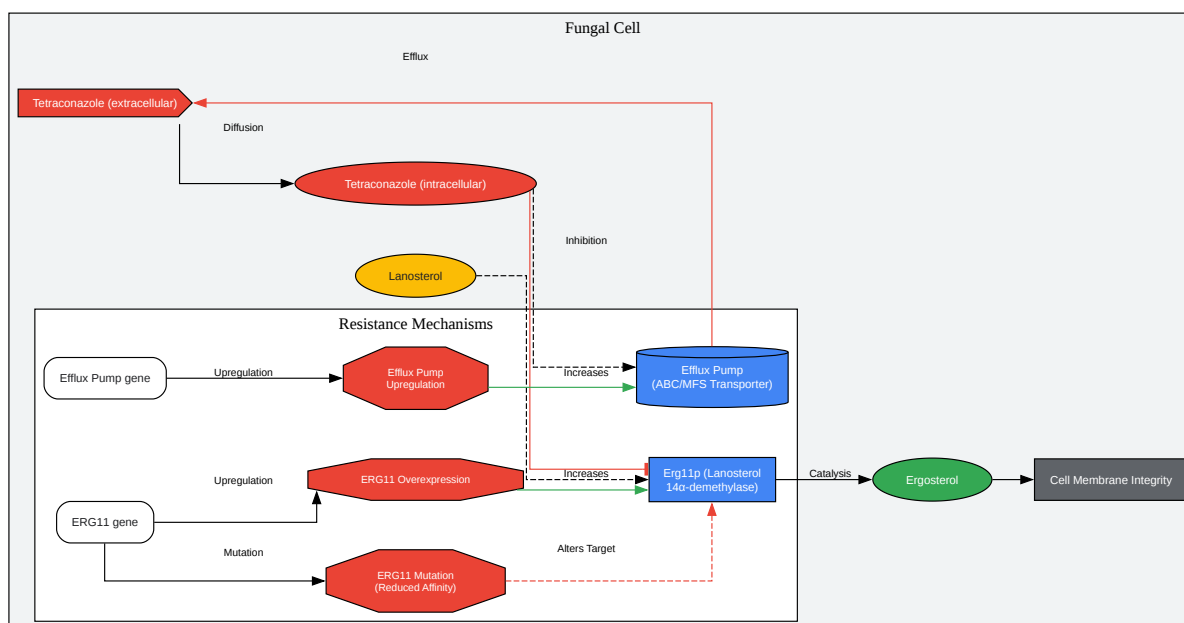 Fungal Cell
Efflux
Tetraconazole (extracellular)
Diffusion
Tetraconazole (intracellular)
Inhibition
Lanosterol
Resistance Mechanisms
Efflux Pump gene
Upregulation
Efflux Pump
Upregulation
Increases
Efflux Pump
(ABC/MFS Transporter)
Upregulation
ERG11 Overexpression
Increases
Erg11p (Lanosterol
14α-demethylase)
Catalysis
Ergosterol
Cell Membrane Integrity
ERG11 gene
Mutation
ERG11 Mutation
(Reduced Affinity)
Alters Target